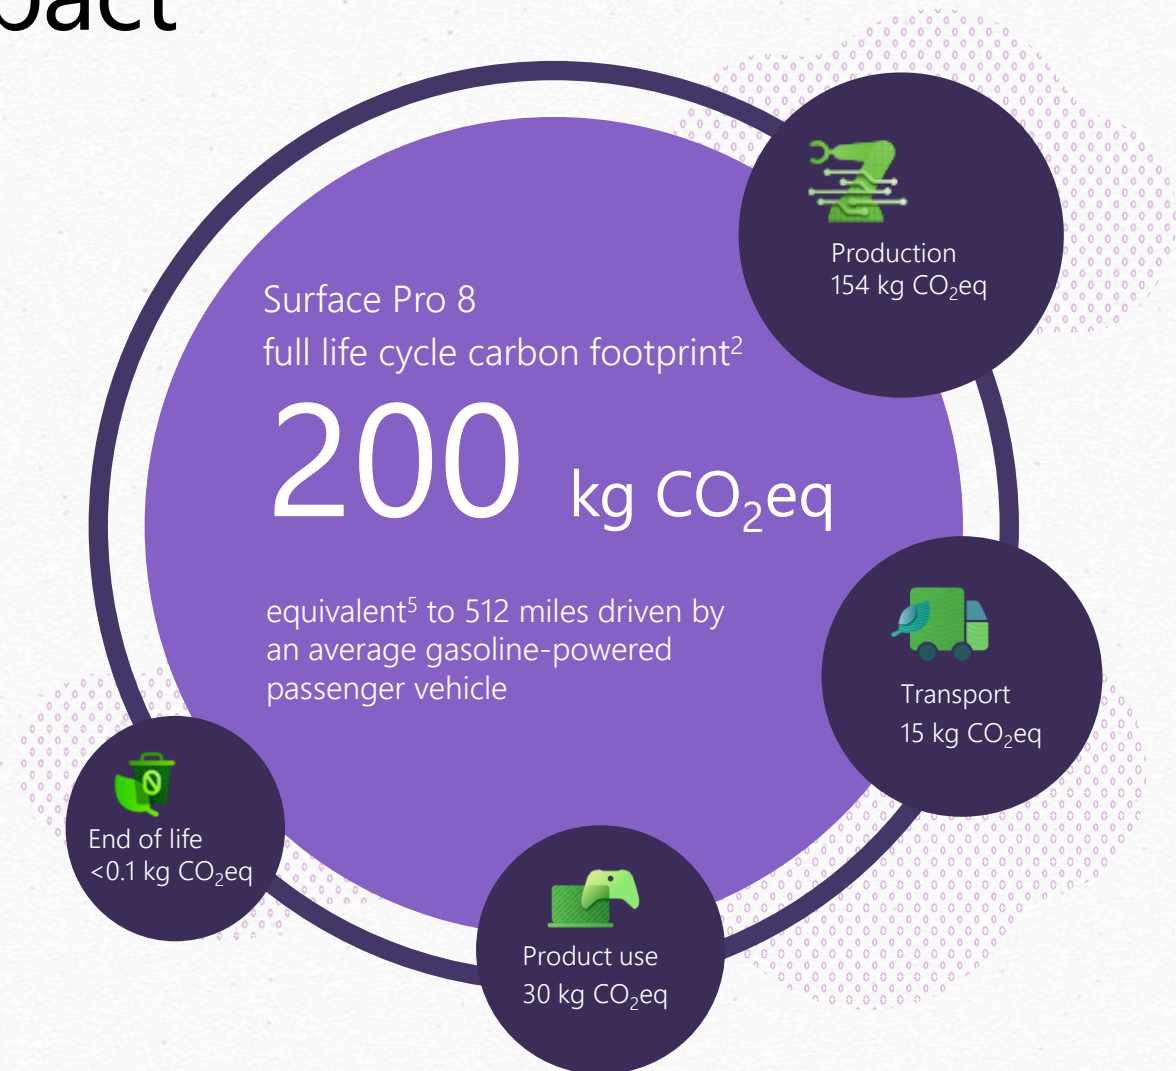 Surface Pro 8
full life cycle carbon footprint²
200 kg CO₂eq
equivalent⁵ to 512 miles driven by
an average gasoline-powered
passenger vehicle
Production
154 kg CO₂eq
Transport
15 kg CO₂eq
Product use
30 kg CO₂eq
End of life
<0.1 kg CO₂eq